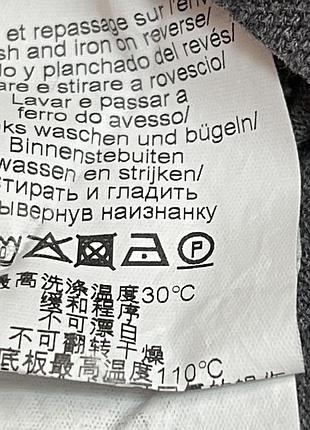 et repassage sur l'env
sh and iron on reverse/
do y planchado del revés/
are e stirare a rovescio/
Lavar e passar a
ferro do avesso/
ks waschen und bügeln/
Binnenstebuiten
wassen en strijken/
Стирать и гладить
вывернув наизнанку
P
最高洗涤温度30°C
缓和程序
不可漂白
不可翻转干燥
底板最高温度110°C